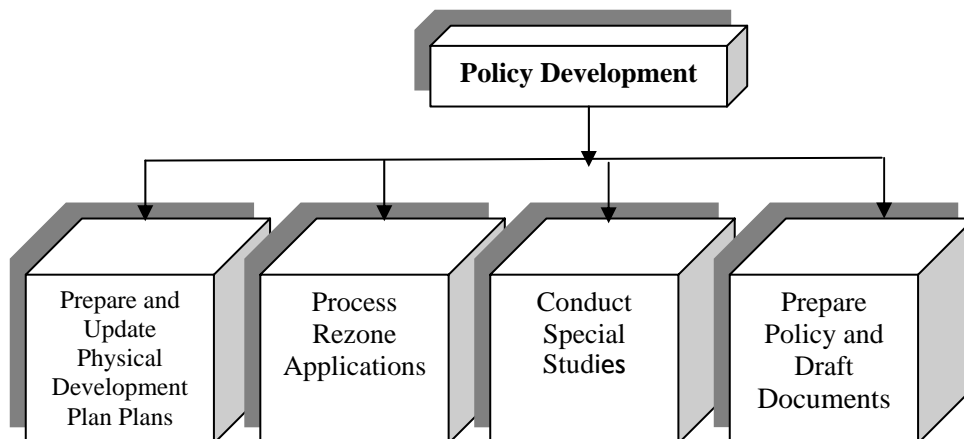 Policy Development
Prepare and
Update
Physical
Development
Plan Plans
Process
Rezone
Applications
Conduct
Special
Studies
Prepare
Policy and
Draft
Documents